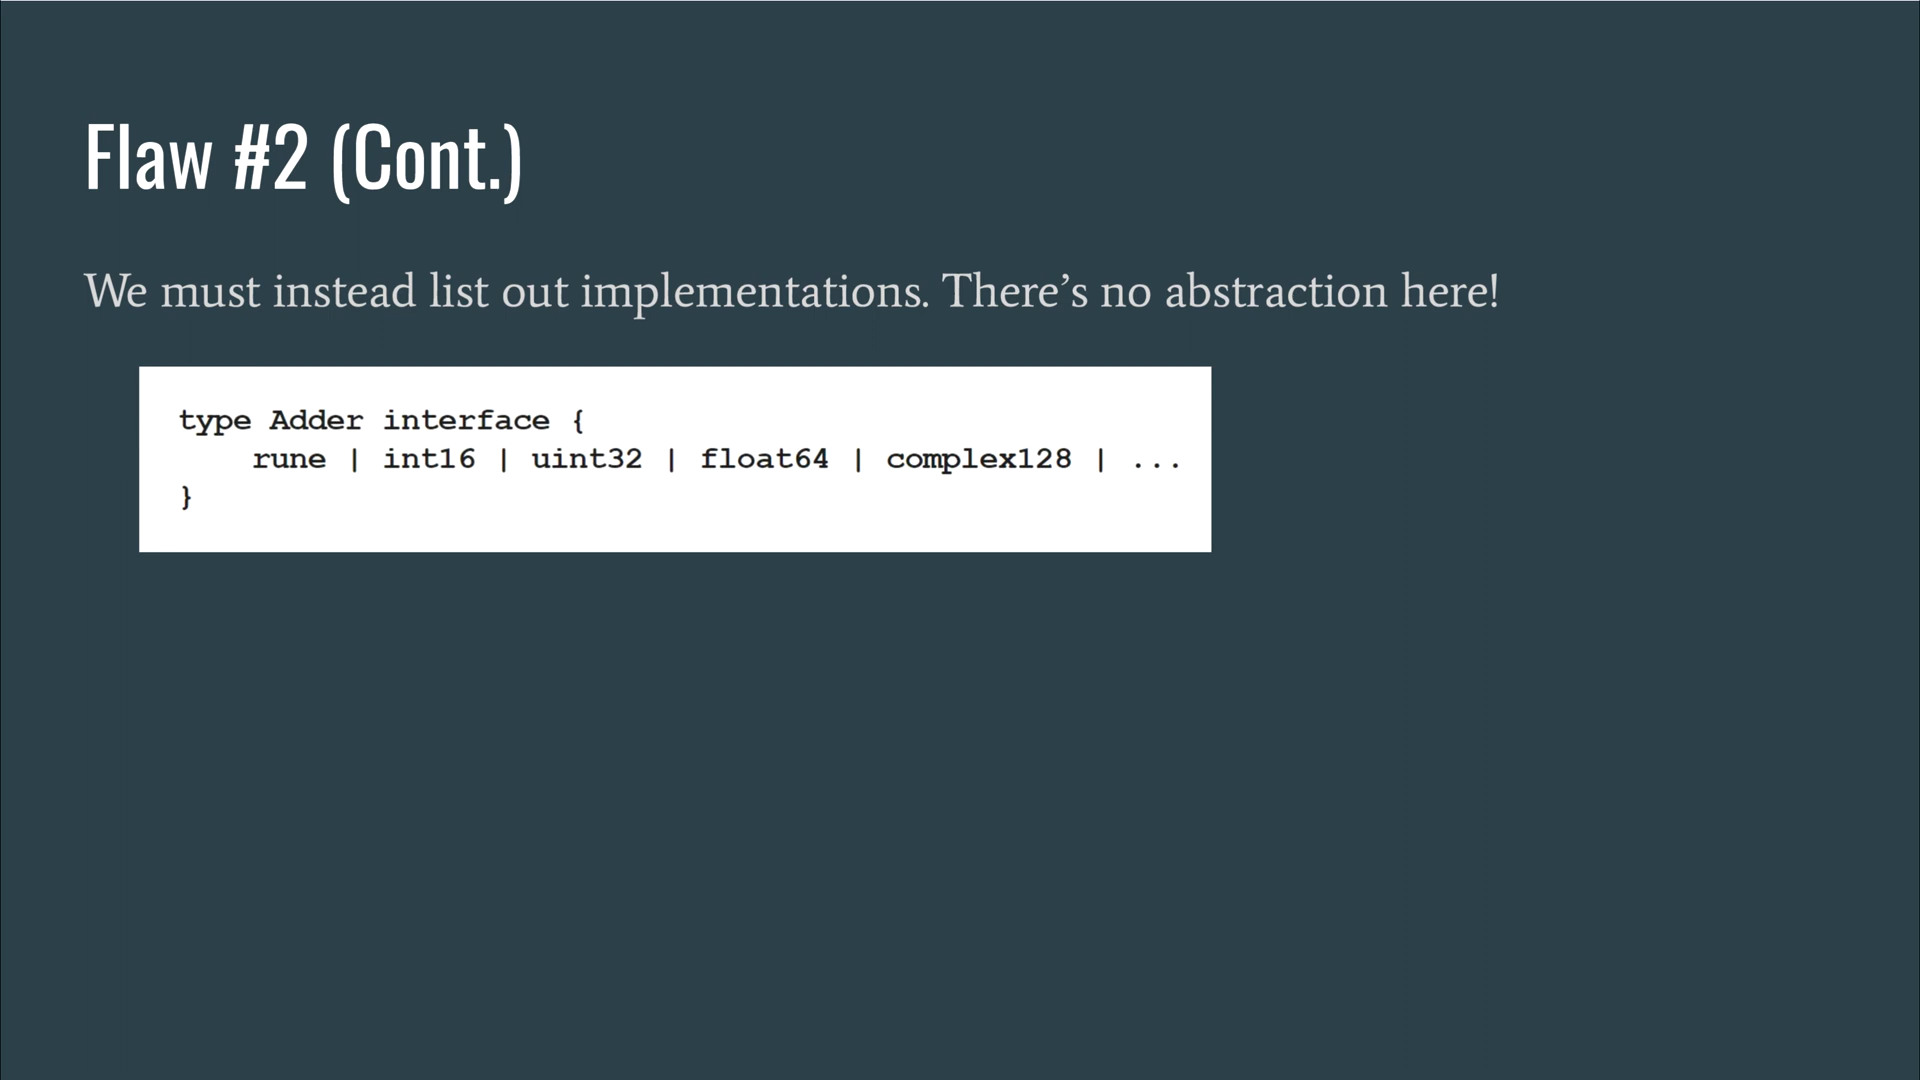 Flaw #2 (Cont.)
We must instead list out implementations. There’s no abstraction here!
type Adder interface {
    rune | int16 | uint32 | float64 | complex128 | ...
}